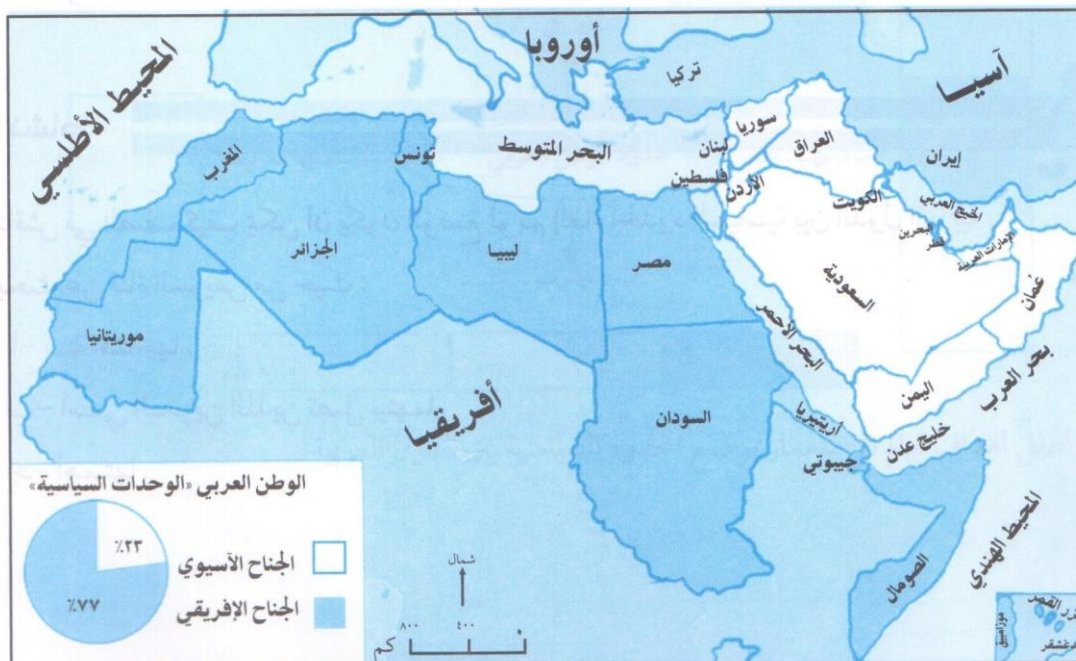 أوروبا
آسيا
المحيط الأطلسي
تركيا
سوريا
لبنان
العراق
إيران
فلسطين
الأردن
البحر المتوسط
تونس
المغرب
الكويت
الخليج العربي
البحرين
قطر
الإمارات العربية
الجزائر
ليبيا
مصر
السعودية
عُمان
موريتانيا
البحر الأحمر
بحر العرب
اليمن
أفريقيا
السودان
أريتيريا
خليج عدن
جيبوتي
المحيط الهندي
الصومال
موزامبيق
الوطن العربي «الوحدات السياسية»
٢٣٪
٧٧٪
الجناح الآسيوي
الجناح الإفريقي
شمال
٨٠٠ ٤٠٠ ٠
كم